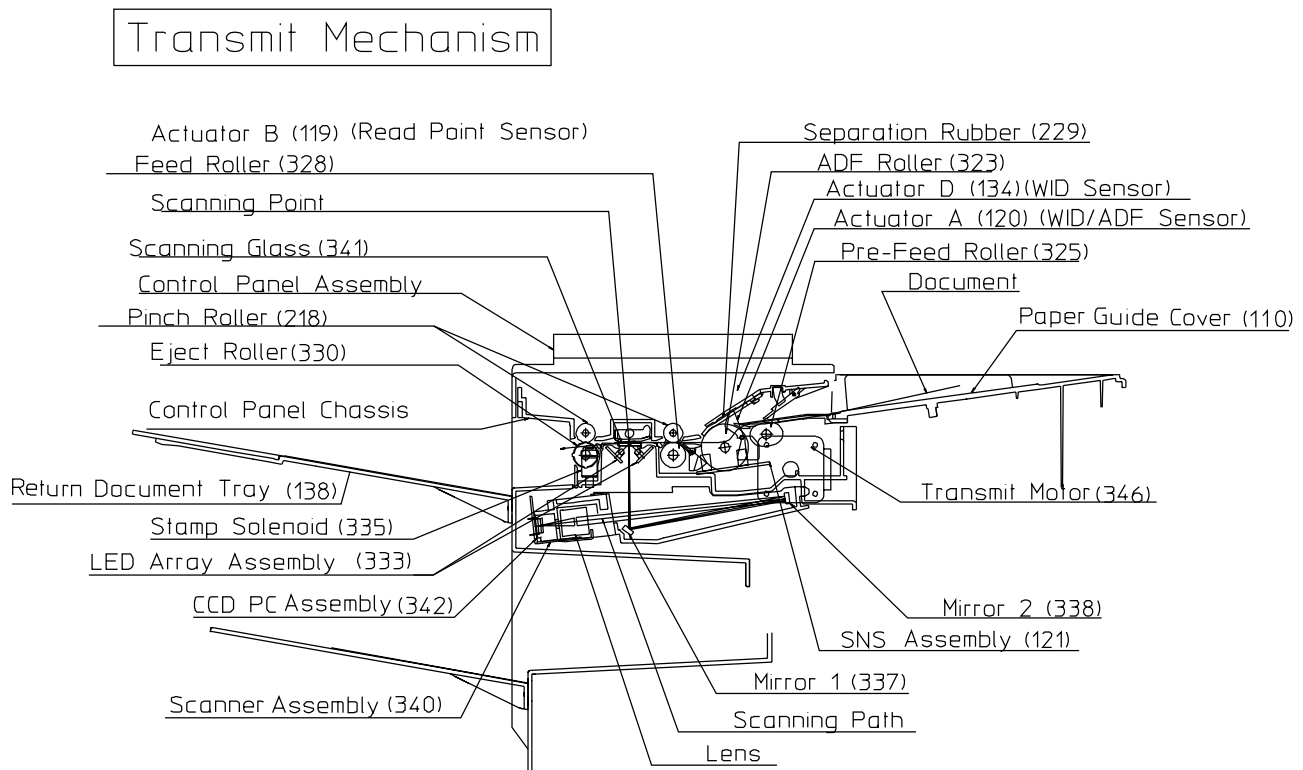 Transmit Mechanism
Actuator B (119) (Read Point Sensor)
Feed Roller (328)
Scanning Point
Scanning Glass (341)
Control Panel Assembly
Pinch Roller (218)
Eject Roller (330)
Control Panel Chassis
Return Document Tray (138)
Stamp Solenoid (335)
LED Array Assembly (333)
CCD PC Assembly (342)
Scanner Assembly (340)
Separation Rubber (229)
ADF Roller (323)
Actuator D (134) (WID Sensor)
Actuator A (120) (WID/ADF Sensor)
Pre-Feed Roller (325)
Document
Paper Guide Cover (110)
Transmit Motor (346)
Mirror 2 (338)
SNS Assembly (121)
Mirror 1 (337)
Scanning Path
Lens